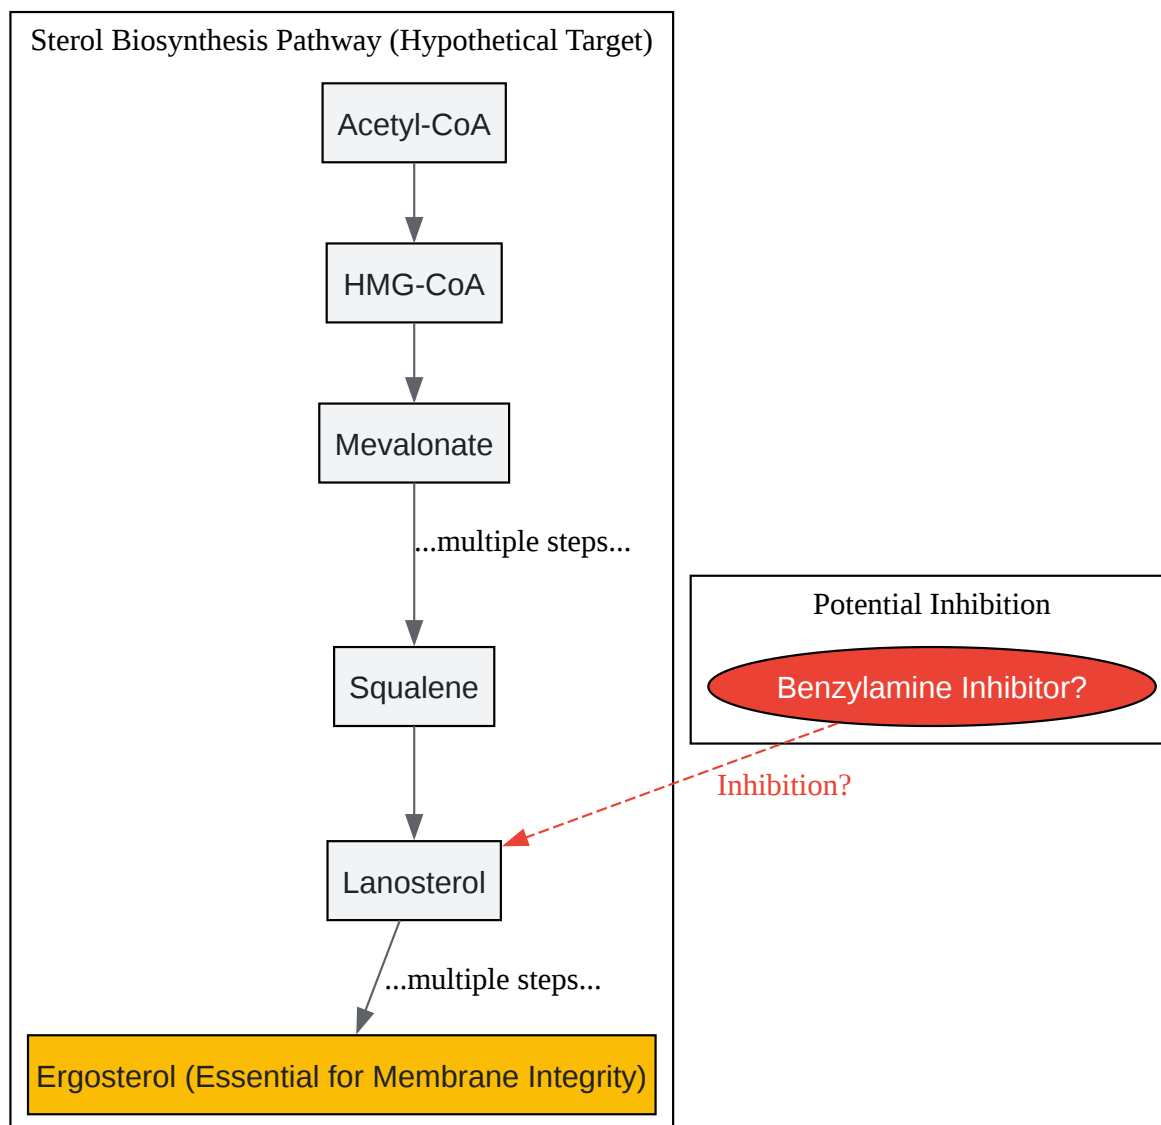 Sterol Biosynthesis Pathway (Hypothetical Target)
Acetyl-CoA
HMG-CoA
Mevalonate
...multiple steps...
Potential Inhibition
Squalene
Benzylamine Inhibitor?
Inhibition?
Lanosterol
...multiple steps...
Ergosterol (Essential for Membrane Integrity)